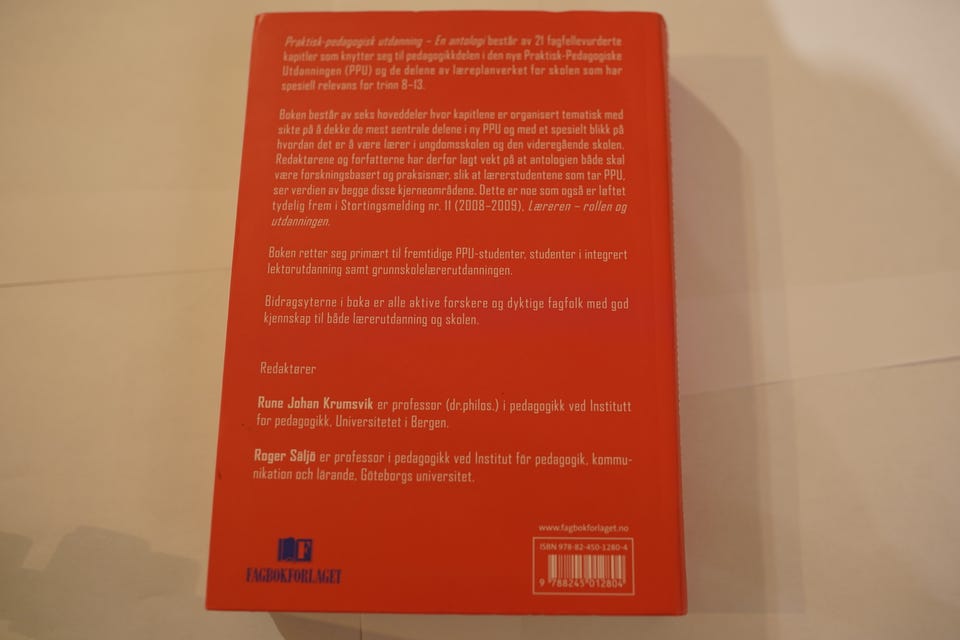 Praktisk-pedagogisk utdanning – En antologi består av 21 fagfellevurderte
kapitler som knytter seg til pedagogikkdelen i den nye Praktisk-Pedagogiske
Utdanningen (PPU) og de delene av læreplanverket for skolen som har
spesiell relevans for trinn 8–13.
Boken består av seks hoveddeler hvor kapitlene er organisert tematisk med
sikte på å dekke de mest sentrale delene i ny PPU og med et spesielt blikk på
hvordan det er å være lærer i ungdomsskolen og den videregående skolen.
Redaktørene og forfatterne har derfor lagt vekt på at antologien både skal
være forskningsbasert og praksisnær, slik at lærerstudentene som tar PPU,
ser verdien av begge disse kjerneområdene. Dette er noe som også er løftet
tydelig frem i Stortingsmelding nr. 11 (2008–2009), Læreren – rollen og
utdanningen.
Boken retter seg primært til fremtidige PPU-studenter, studenter i integrert
lektorutdanning samt grunnskolelærerutdanningen.
Bidragsyterne i boka er alle aktive forskere og dyktige fagfolk med god
kjennskap til både lærerutdanning og skolen.
Redaktører
Rune Johan Krumsvik er professor (dr.philos.) i pedagogikk ved Institutt
for pedagogikk, Universitetet i Bergen.
Roger Säljö er professor i pedagogikk ved Institut för pedagogik, kommu-
nikation och lärande, Göteborgs universitet.
www.fagbokforlaget.no
ISBN 978-82-450-1280-4
9 788245 012804
F
FAGBOKFORLAGET